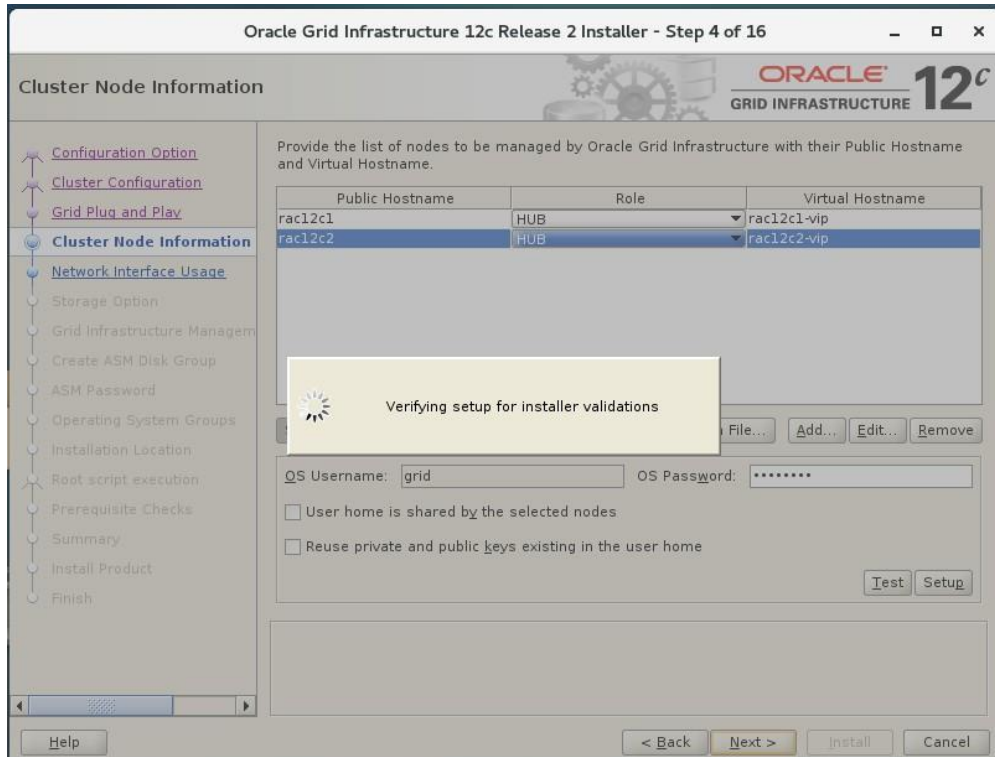 Oracle Grid Infrastructure 12c Release 2 Installer - Step 4 of 16
Cluster Node Information
ORACLE
GRID INFRASTRUCTURE
12c
Configuration Option
Cluster Configuration
Grid Plug and Play
Cluster Node Information
Network Interface Usage
Storage Option
Grid Infrastructure Managem
Create ASM Disk Group
ASM Password
Operating System Groups
Installation Location
Root script execution
Prerequisite Checks
Summary
Install Product
Finish
Provide the list of nodes to be managed by Oracle Grid Infrastructure with their Public Hostname
and Virtual Hostname.
Public Hostname Role Virtual Hostname
rac12c1 HUB rac12c1-vip
rac12c2 HUB rac12c2-vip
Verifying setup for installer validations
File... Add... Edit... Remove
OS Username: grid OS Password: ••••••••
User home is shared by the selected nodes
Reuse private and public keys existing in the user home
Test Setup
Help < Back Next > Install Cancel